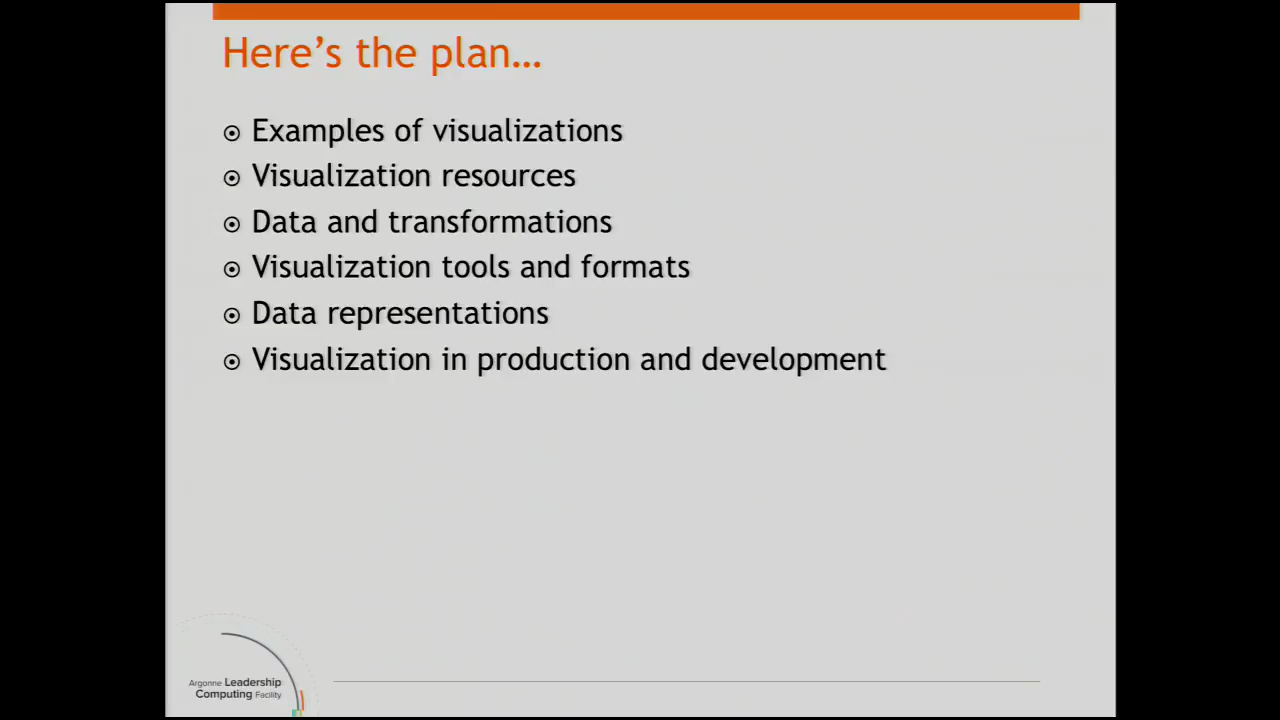 Here’s the plan…
Examples of visualizations
Visualization resources
Data and transformations
Visualization tools and formats
Data representations
Visualization in production and development
Argonne Leadership
Computing Facility